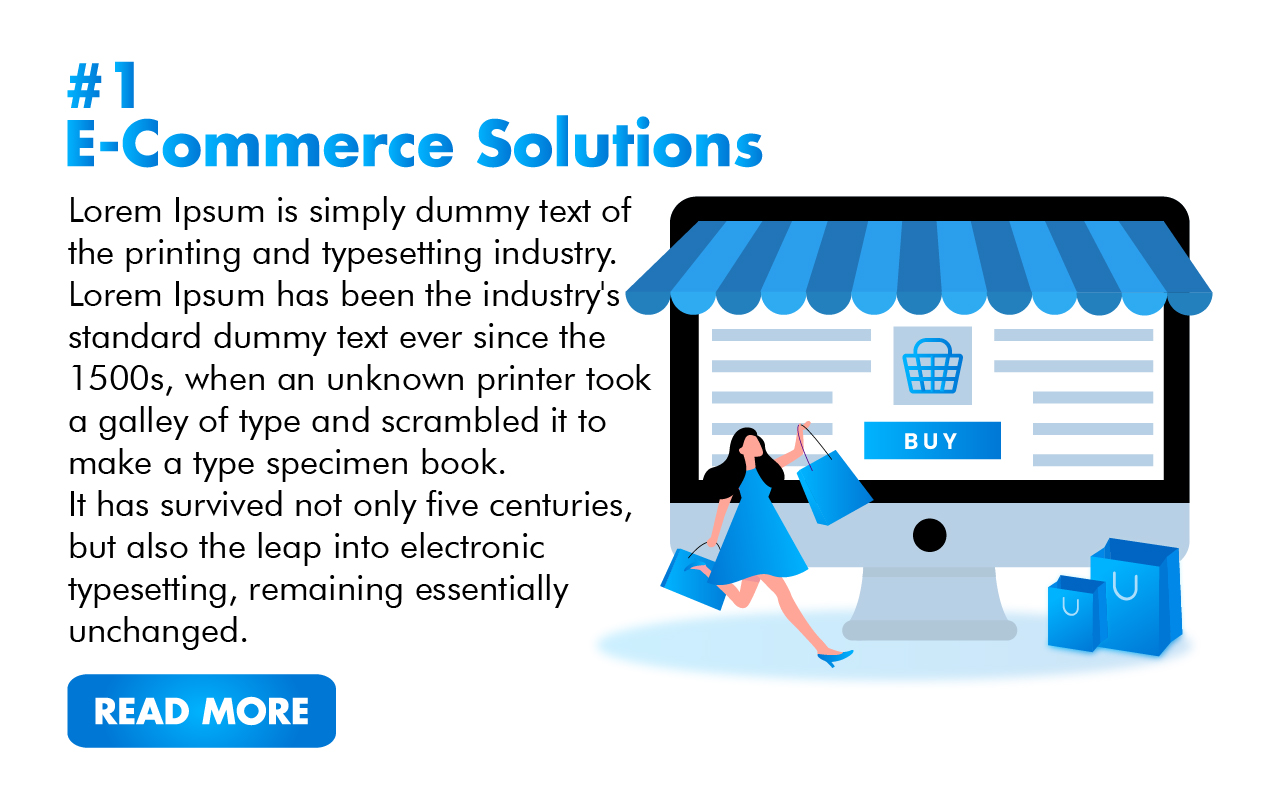 #1
E-Commerce Solutions
Lorem Ipsum is simply dummy text of
the printing and typesetting industry.
Lorem Ipsum has been the industry's
standard dummy text ever since the
1500s, when an unknown printer took
a galley of type and scrambled it to
make a type specimen book.
It has survived not only five centuries,
but also the leap into electronic
typesetting, remaining essentially
unchanged.
READ MORE
BUY